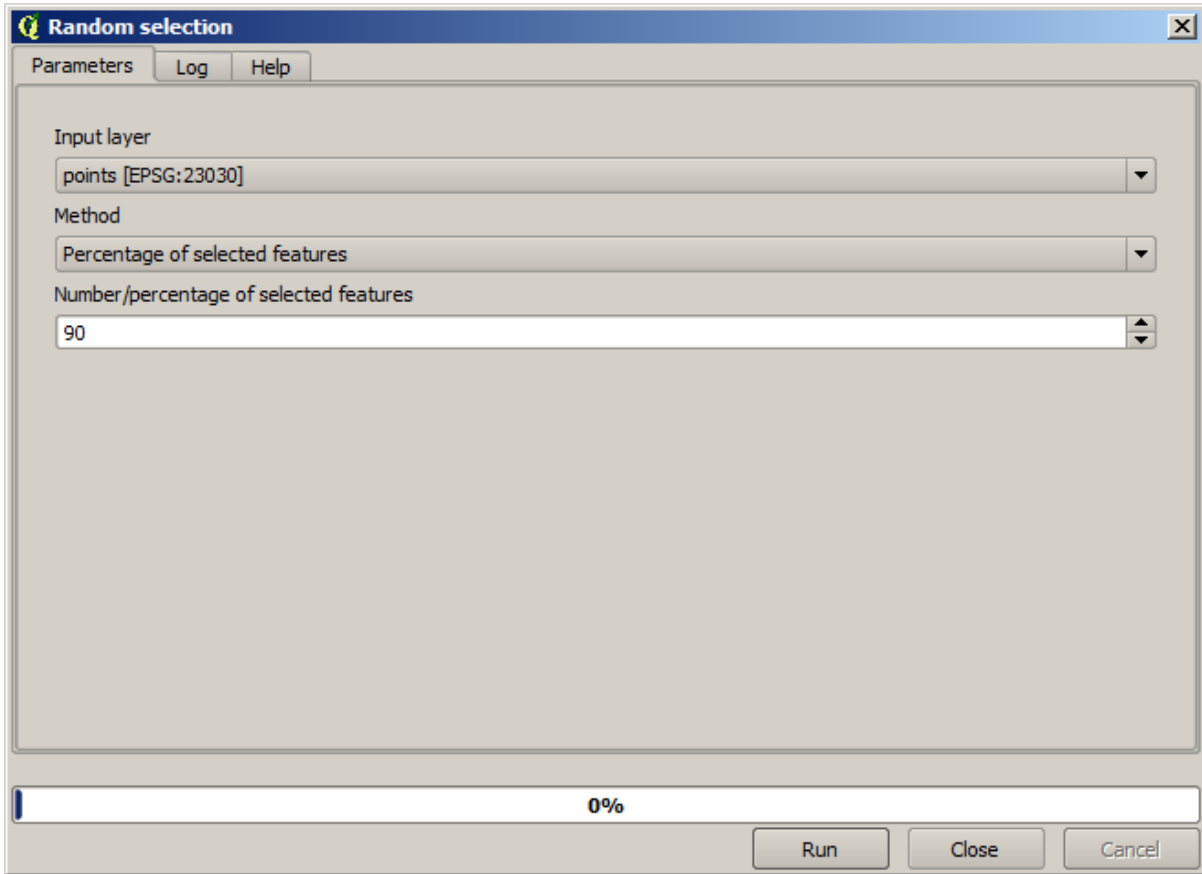 Random selection
Parameters Log Help
Input layer
points [EPSG:23030]
Method
Percentage of selected features
Number/percentage of selected features
90
0%
Run Close Cancel